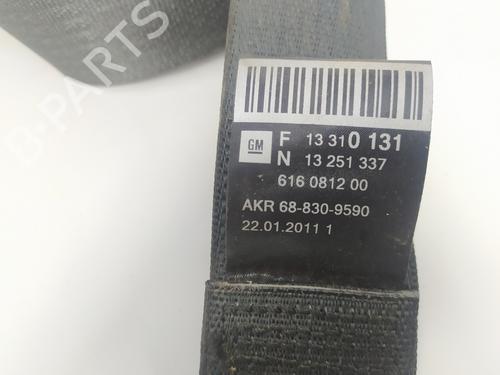 GM F 13 310 131
N 13 251 337
616 0812 00
AKR 68-830-9590
22.01.2011 1
B-PARTS